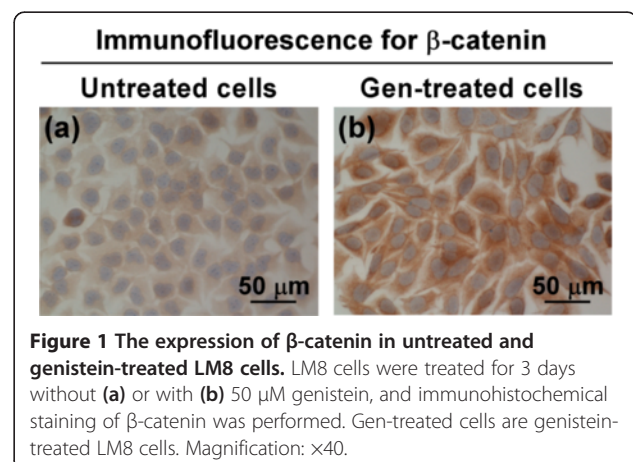 Immunofluorescence for β-catenin
Untreated cells Gen-treated cells
(a) (b)
50 μm 50 μm
Figure 1 The expression of β-catenin in untreated and
genistein-treated LM8 cells. LM8 cells were treated for 3 days
without (a) or with (b) 50 μM genistein, and immunohistochemical
staining of β-catenin was performed. Gen-treated cells are genistein-
treated LM8 cells. Magnification: ×40.